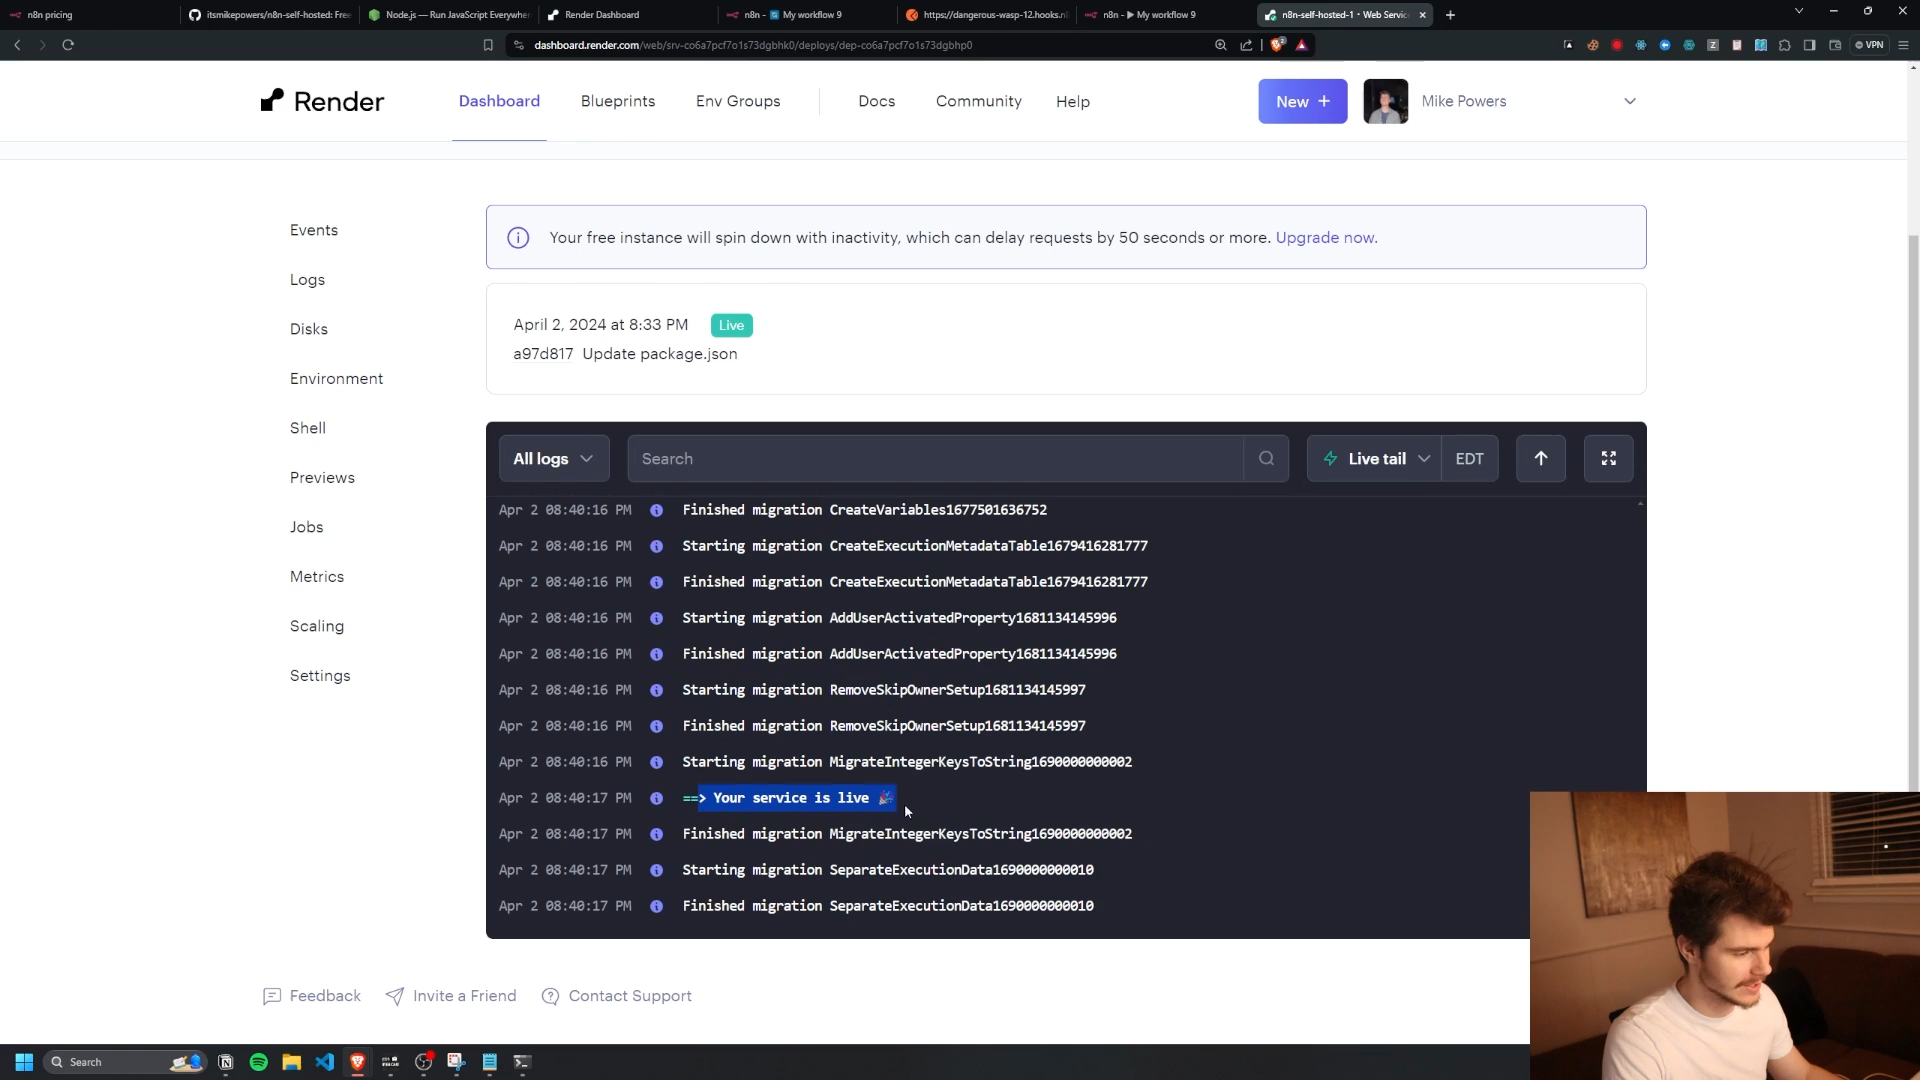 n8n pricing
itsmikepowers/n8n-self-hosted: Free
Node.js — Run JavaScript Everywher
Render Dashboard
n8n - My workflow 9
https://dangerous-wasp-12.hooks.n
n8n - ▶ My workflow 9
n8n-self-hosted-1 • Web Servic
dashboard.render.com/web/srv-co6a7pcf7o1s73dgbhk0/deploys/dep-co6a7pcf7o1s73dgbhp0
VPN
Render
Dashboard
Blueprints
Env Groups
Docs
Community
Help
New +
Mike Powers
Events
Logs
Disks
Environment
Shell
Previews
Jobs
Metrics
Scaling
Settings
Your free instance will spin down with inactivity, which can delay requests by 50 seconds or more. Upgrade now.
April 2, 2024 at 8:33 PM Live
a97d817 Update package.json
All logs
Search
Live tail
EDT
Apr 2 08:40:16 PM Finished migration CreateVariables1677501636752
Apr 2 08:40:16 PM Starting migration CreateExecutionMetadataTable1679416281777
Apr 2 08:40:16 PM Finished migration CreateExecutionMetadataTable1679416281777
Apr 2 08:40:16 PM Starting migration AddUserActivatedProperty1681134145996
Apr 2 08:40:16 PM Finished migration AddUserActivatedProperty1681134145996
Apr 2 08:40:16 PM Starting migration RemoveSkipOwnerSetup1681134145997
Apr 2 08:40:16 PM Finished migration RemoveSkipOwnerSetup1681134145997
Apr 2 08:40:16 PM Starting migration MigrateIntegerKeysToString1690000000002
Apr 2 08:40:17 PM ==> Your service is live 🎉
Apr 2 08:40:17 PM Finished migration MigrateIntegerKeysToString1690000000002
Apr 2 08:40:17 PM Starting migration SeparateExecutionData1690000000010
Apr 2 08:40:17 PM Finished migration SeparateExecutionData1690000000010
Feedback
Invite a Friend
Contact Support
Search